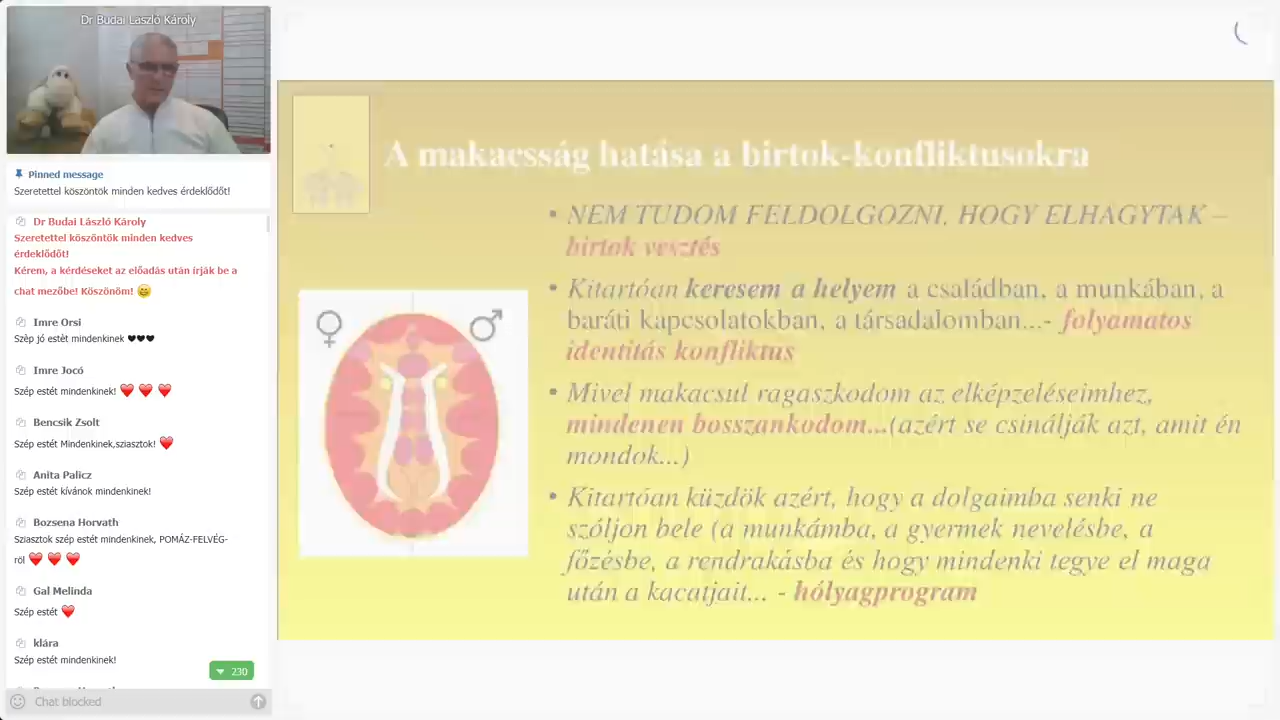 Dr Budai László Károly
Pinned message
Szeretettel köszöntök minden kedves érdeklődőt!
Dr Budai László Károly
Szeretettel köszöntök minden kedves
érdeklődőt!
Kérem, a kérdéseket az előadás után írják be a
chat mezőbe! Köszönöm!
Imre Orsi
Szèp jó estèt mindenkinek
Imre Jocó
Szép estét mindenkinek!
Bencsik Zsolt
Szép estét Mindenkinek,sziasztok!
Anita Palicz
Szép estét kívánok mindenkinek!
Bozsena Horvath
Sziasztok szép estét mindenkinek, POMÁZ-FELVÉG-
ről
Gal Melinda
Szép estét
klára
Szép estét mindenkinek!
230
Chat blocked
A makacsság hatása a birtok-konfliktusokra
• NEM TUDOM FELDOLGOZNI, HOGY ELHAGYTAK –
birtok vesztés
• Kitartóan keresem a helyem a családban, a munkában, a
baráti kapcsolatokban, a társadalomban...- folyamatos
identitás konfliktus
• Mivel makacsul ragaszkodom az elképzeléseimhez,
mindenen bosszankodom...(azért se csinálják azt, amit én
mondok...)
• Kitartóan küzdök azért, hogy a dolgaimba senki ne
szóljon bele (a munkámba, a gyermek nevelésbe, a
főzésbe, a rendrakásba és hogy mindenki tegye el maga
után a kacatjait... - hólyagprogram